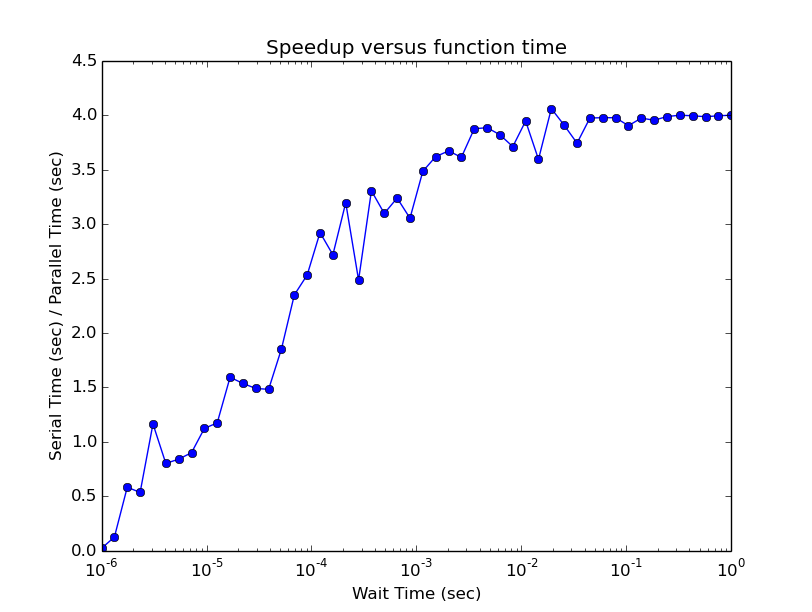 Speedup versus function time
Serial Time (sec) / Parallel Time (sec)
4.5
4.0
3.5
3.0
2.5
2.0
1.5
1.0
0.5
0.0
10^-6 10^-5 10^-4 10^-3 10^-2 10^-1 10^0
Wait Time (sec)